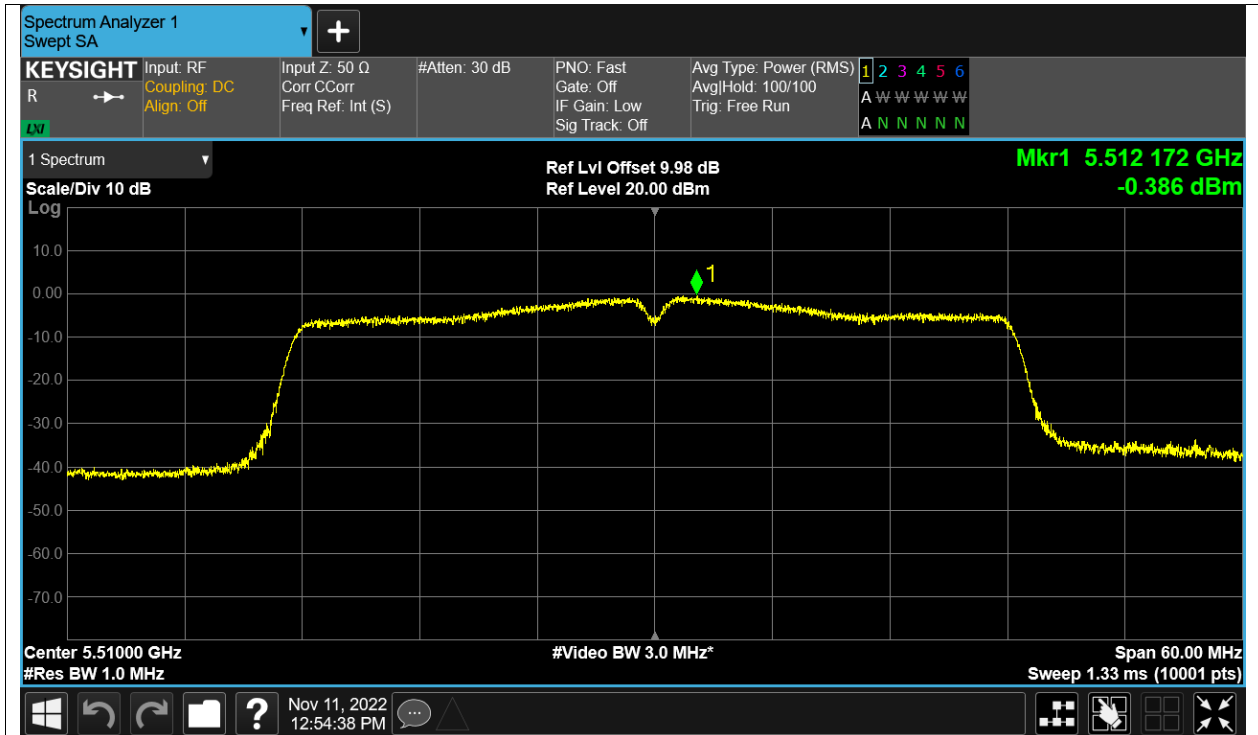 Spectrum Analyzer 1
Swept SA
KEYSIGHT
R
LXI
Input: RF
Coupling: DC
Align: Off
Input Z: 50 Ω
Corr CCorr
Freq Ref: Int (S)
#Atten: 30 dB
PNO: Fast
Gate: Off
IF Gain: Low
Sig Track: Off
Avg Type: Power (RMS)
Avg|Hold: 100/100
Trig: Free Run
1 2 3 4 5 6
A W W W W W
A N N N N N
1 Spectrum
Scale/Div 10 dB
Log
Ref Lvl Offset 9.98 dB
Ref Level 20.00 dBm
Mkr1 5.512 172 GHz
-0.386 dBm
1
10.0
0.00
-10.0
-20.0
-30.0
-40.0
-50.0
-60.0
-70.0
Center 5.51000 GHz
#Res BW 1.0 MHz
#Video BW 3.0 MHz*
Span 60.00 MHz
Sweep 1.33 ms (10001 pts)
?
Nov 11, 2022
12:54:38 PM